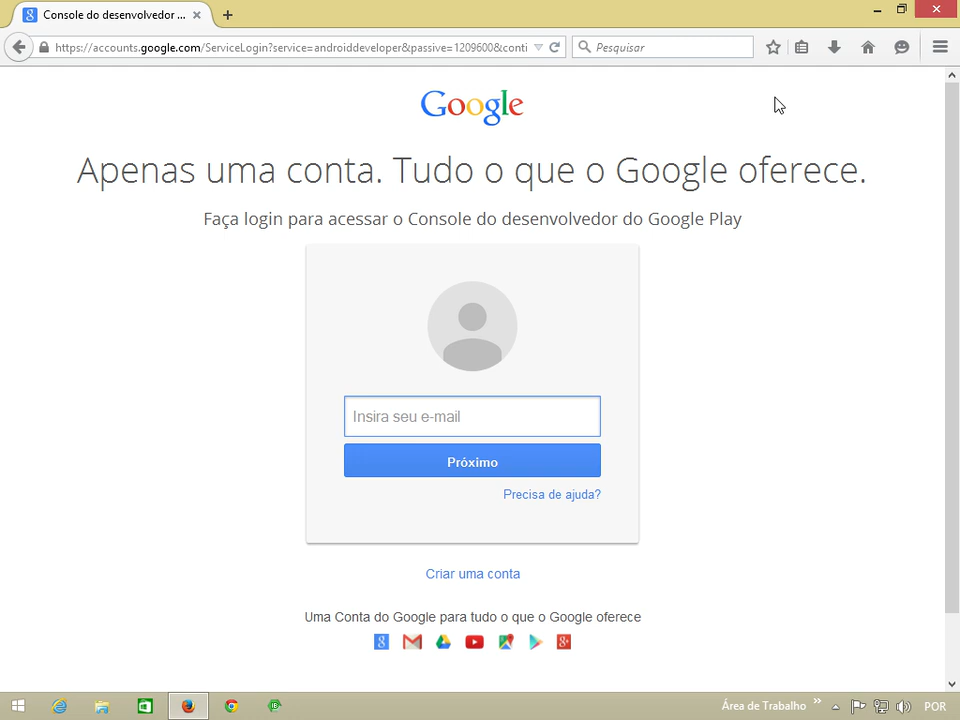 Console do desenvolvedor ...
https://accounts.google.com/ServiceLogin?service=androiddeveloper&passive=1209600&conti
Pesquisar
Google
Apenas uma conta. Tudo o que o Google oferece.
Faça login para acessar o Console do desenvolvedor do Google Play
Insira seu e-mail
Próximo
Precisa de ajuda?
Criar uma conta
Uma Conta do Google para tudo o que o Google oferece
Área de Trabalho
POR